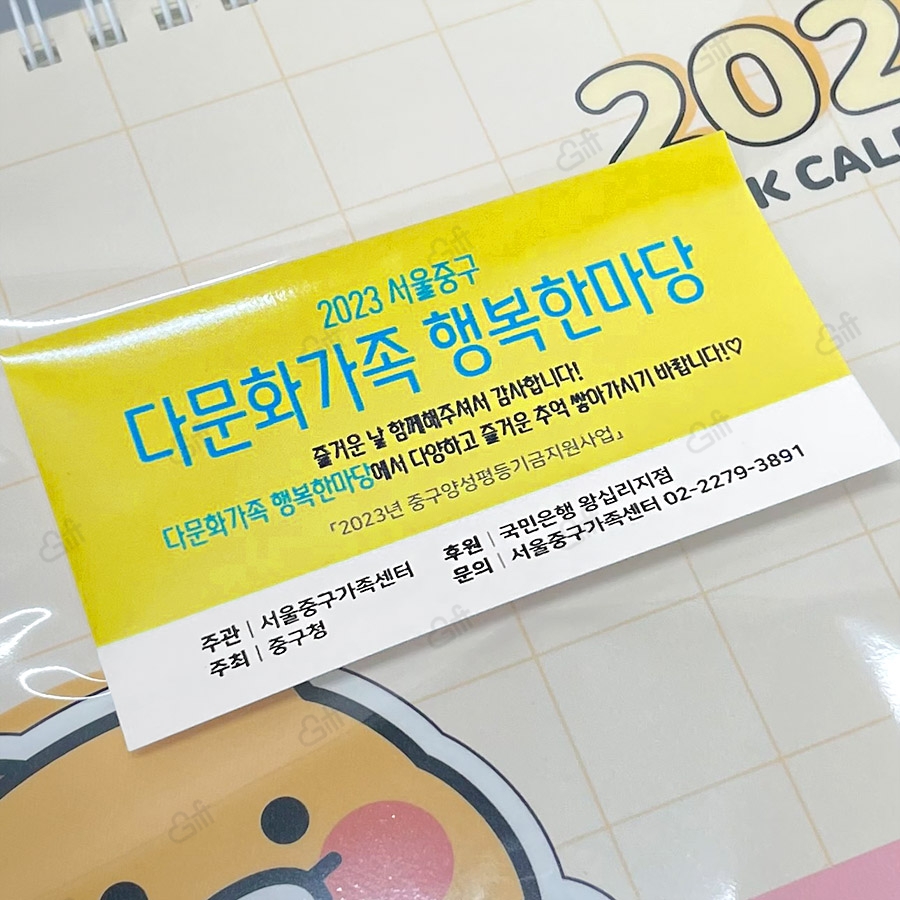 202
K CAL
2023 서울중구
다문화가족 행복한마당
즐거운 날 함께해주셔서 감사합니다!
다문화가족 행복한마당에서 다양하고 즐거운 추억 쌓아가시기 바랍니다!♡
「2023년 중구양성평등기금지원사업」
주관 | 서울중구가족센터
주최 | 중구청
후원 | 국민은행 왕십리지점
문의 | 서울중구가족센터 02-2279-3891
Gift